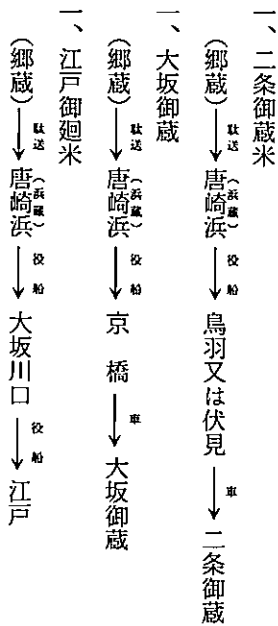 一、二条御蔵米
（郷蔵）駄送→唐崎浜（浜蔵）役船→鳥羽又は伏見車→二条御蔵
一、大坂御蔵
（郷蔵）駄送→唐崎浜（浜蔵）役船→京橋車→大坂御蔵
一、江戸御廻米
（郷蔵）駄送→唐崎浜（浜蔵）役船→大坂川口役船→江戸